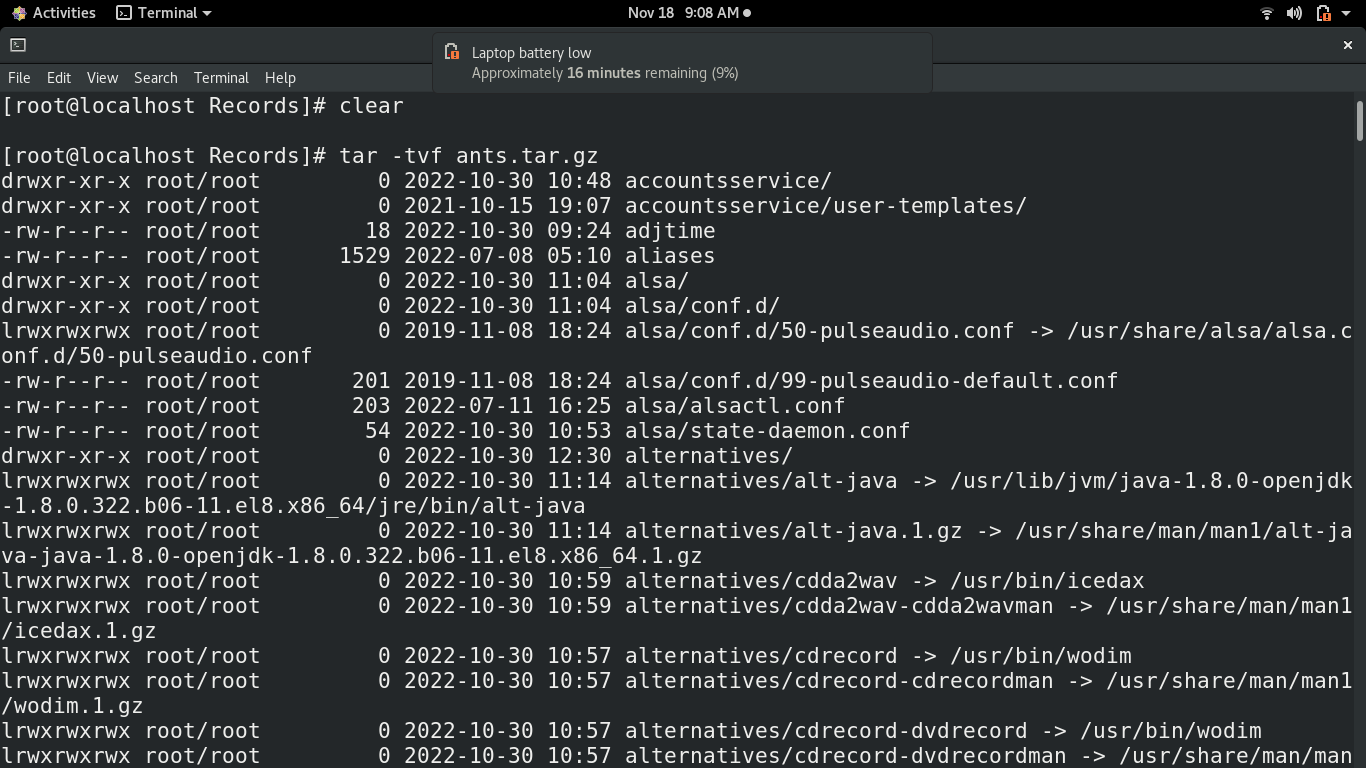 Activities Terminal Nov 18 9:08 AM
Laptop battery low
Approximately 16 minutes remaining (9%)
File Edit View Search Terminal Help
[root@localhost Records]# clear
[root@localhost Records]# tar -tvf ants.tar.gz
drwxr-xr-x root/root         0 2022-10-30 10:48 accountsservice/
drwxr-xr-x root/root         0 2021-10-15 19:07 accountsservice/user-templates/
-rw-r--r-- root/root        18 2022-10-30 09:24 adjtime
-rw-r--r-- root/root      1529 2022-07-08 05:10 aliases
drwxr-xr-x root/root         0 2022-10-30 11:04 alsa/
drwxr-xr-x root/root         0 2022-10-30 11:04 alsa/conf.d/
lrwxrwxrwx root/root         0 2019-11-08 18:24 alsa/conf.d/50-pulseaudio.conf -> /usr/share/alsa/alsa.c
onf.d/50-pulseaudio.conf
-rw-r--r-- root/root       201 2019-11-08 18:24 alsa/conf.d/99-pulseaudio-default.conf
-rw-r--r-- root/root       203 2022-07-11 16:25 alsa/alsactl.conf
-rw-r--r-- root/root        54 2022-10-30 10:53 alsa/state-daemon.conf
drwxr-xr-x root/root         0 2022-10-30 12:30 alternatives/
lrwxrwxrwx root/root         0 2022-10-30 11:14 alternatives/alt-java -> /usr/lib/jvm/java-1.8.0-openjdk
-1.8.0.322.b06-11.el8.x86_64/jre/bin/alt-java
lrwxrwxrwx root/root         0 2022-10-30 11:14 alternatives/alt-java.1.gz -> /usr/share/man/man1/alt-ja
va-java-1.8.0-openjdk-1.8.0.322.b06-11.el8.x86_64.1.gz
lrwxrwxrwx root/root         0 2022-10-30 10:59 alternatives/cdda2wav -> /usr/bin/icedax
lrwxrwxrwx root/root         0 2022-10-30 10:59 alternatives/cdda2wav-cdda2wavman -> /usr/share/man/man1
/icedax.1.gz
lrwxrwxrwx root/root         0 2022-10-30 10:57 alternatives/cdrecord -> /usr/bin/wodim
lrwxrwxrwx root/root         0 2022-10-30 10:57 alternatives/cdrecord-cdrecordman -> /usr/share/man/man1
/wodim.1.gz
lrwxrwxrwx root/root         0 2022-10-30 10:57 alternatives/cdrecord-dvdrecord -> /usr/bin/wodim
lrwxrwxrwx root/root         0 2022-10-30 10:57 alternatives/cdrecord-dvdrecordman -> /usr/share/man/man